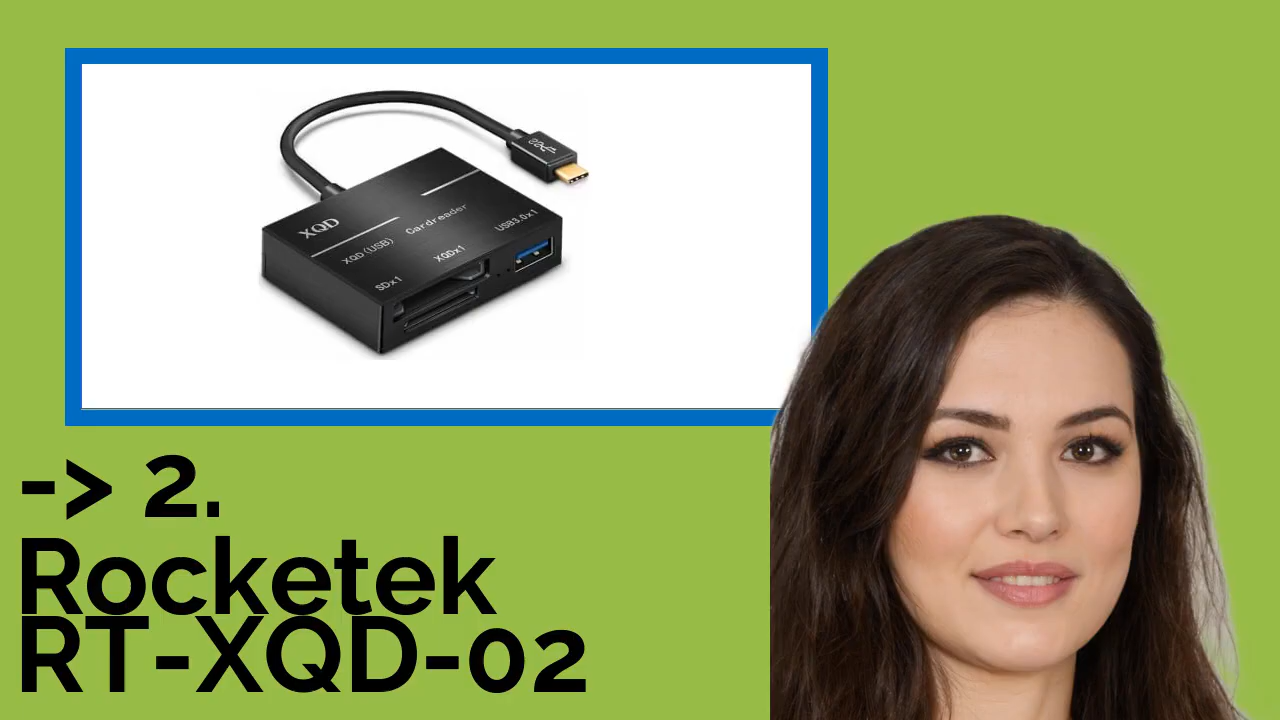 XQD
XQD(USB)
Cardreader
SDx1
XQDx1
USB3.0x1
-> 2.
Rocketek
RT-XQD-02